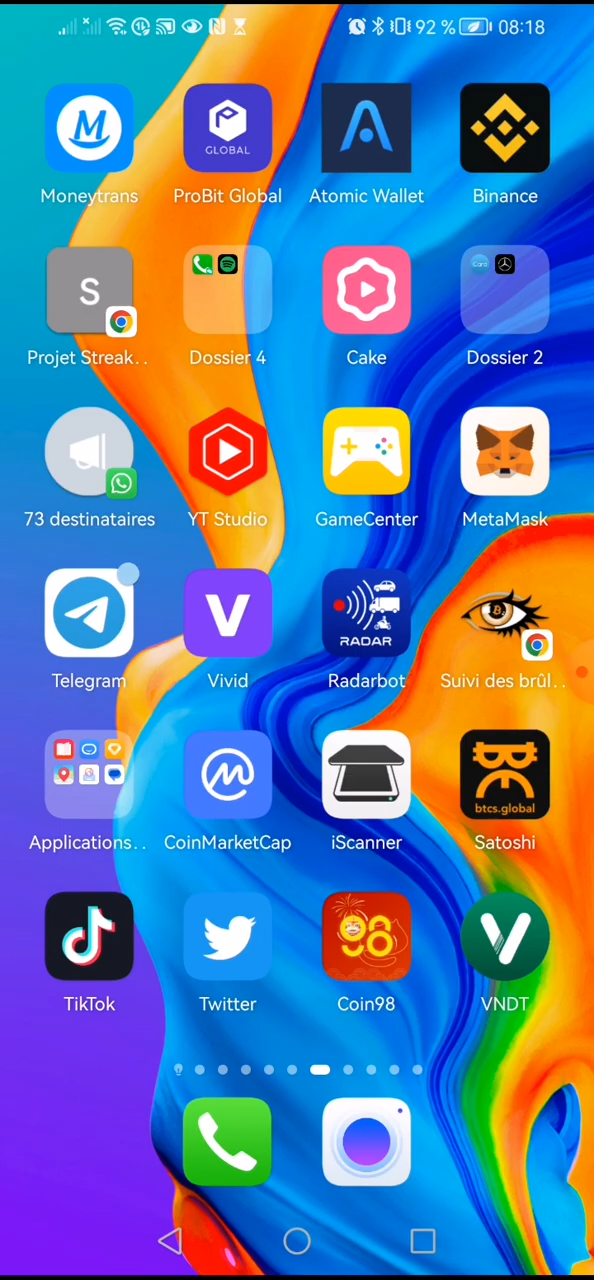 92 % 08:18
M
GLOBAL
Moneytrans ProBit Global Atomic Wallet Binance
S
Card
Projet Streak.. Dossier 4 Cake Dossier 2
73 destinataires YT Studio GameCenter MetaMask
RADAR
Telegram Vivid Radarbot Suivi des brûl..
btcs.global
Applications.. CoinMarketCap iScanner Satoshi
98
TikTok Twitter Coin98 VNDT